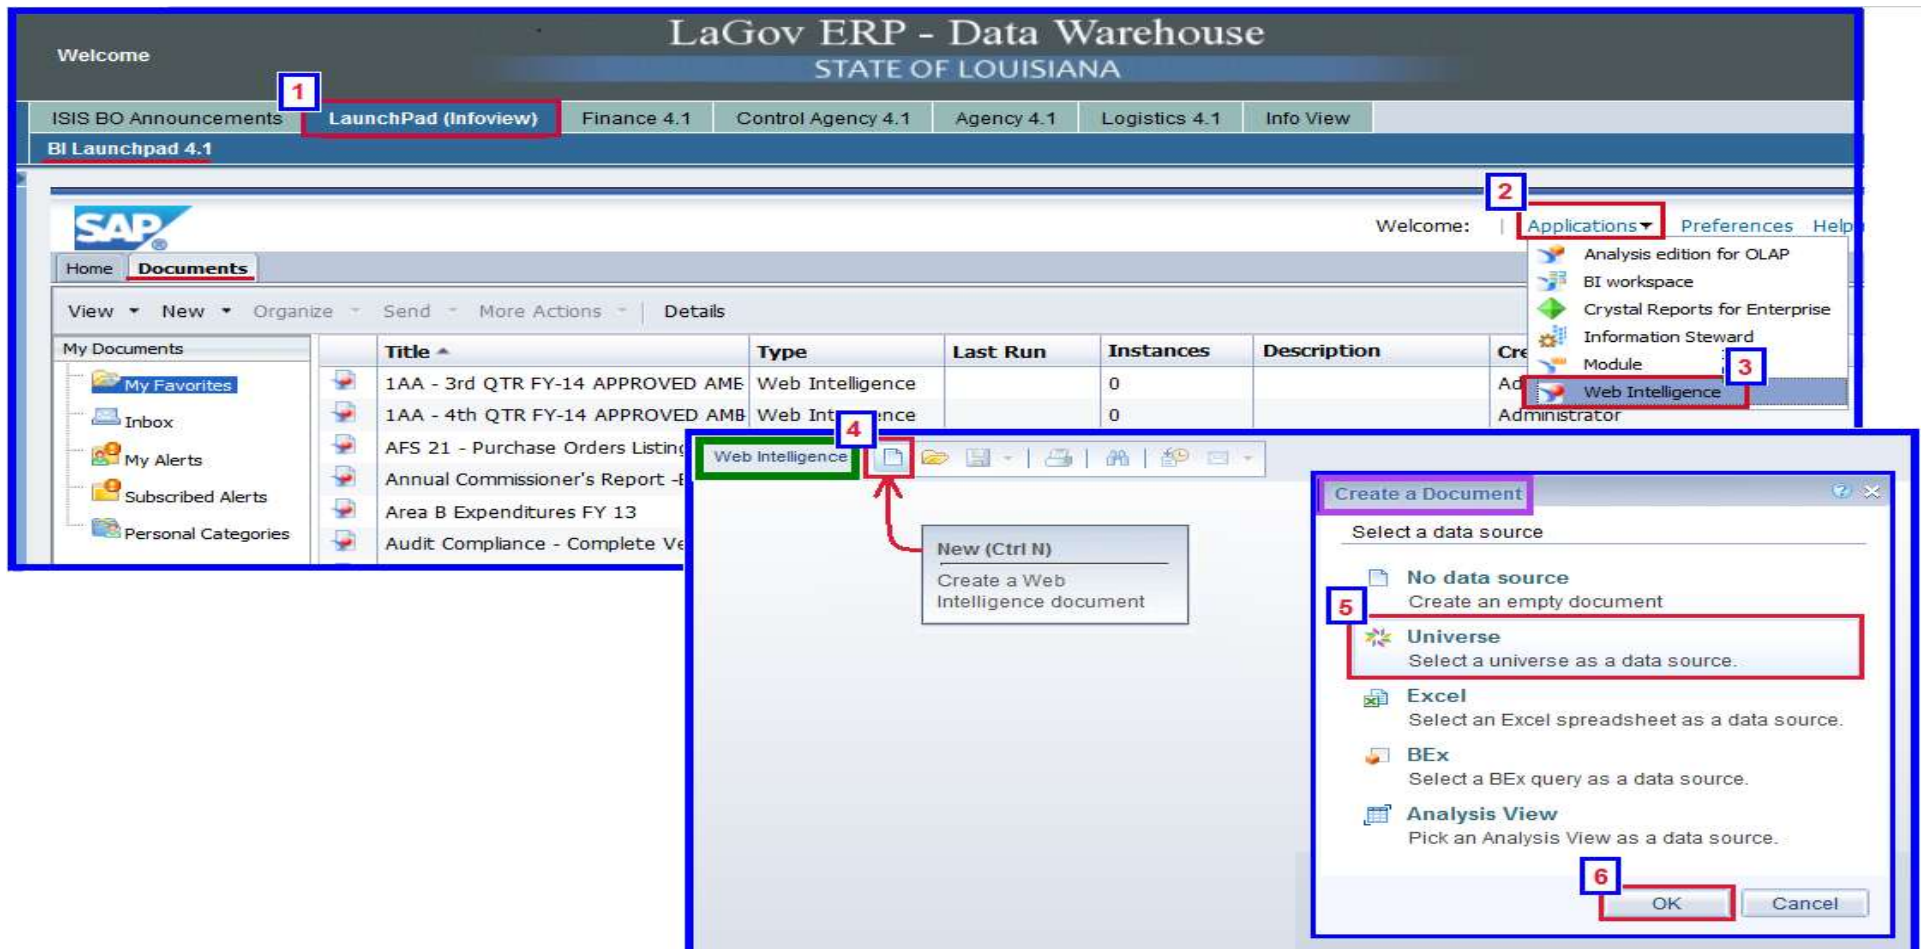 LaGov ERP - Data Warehouse
Welcome
STATE OF LOUISIANA
1
ISIS BO Announcements LaunchPad (Infoview) Finance 4.1 Control Agency 4.1 Agency 4.1 Logistics 4.1 Info View
BI Launchpad 4.1
2
SAP®
Welcome: | Applications Preferences Help
Home Documents
Analysis edition for OLAP
BI workspace
Crystal Reports for Enterprise
Information Steward
Module
3
Web Intelligence
View New Organize Send More Actions Details
My Documents
My Favorites
Inbox
My Alerts
Subscribed Alerts
Personal Categories
Title Type Last Run Instances Description Cre
1AA - 3rd QTR FY-14 APPROVED AME Web Intelligence 0 Ad
1AA - 4th QTR FY-14 APPROVED AMB Web Intelligence 0 Administrator
AFS 21 - Purchase Orders Listing
Annual Commissioner's Report -E
Area B Expenditures FY 13
Audit Compliance - Complete Ve
4
Web Intelligence
New (Ctrl N)
Create a Web
Intelligence document
Create a Document
Select a data source
No data source
Create an empty document
5
Universe
Select a universe as a data source.
Excel
Select an Excel spreadsheet as a data source.
BEx
Select a BEx query as a data source.
Analysis View
Pick an Analysis View as a data source.
6
OK Cancel